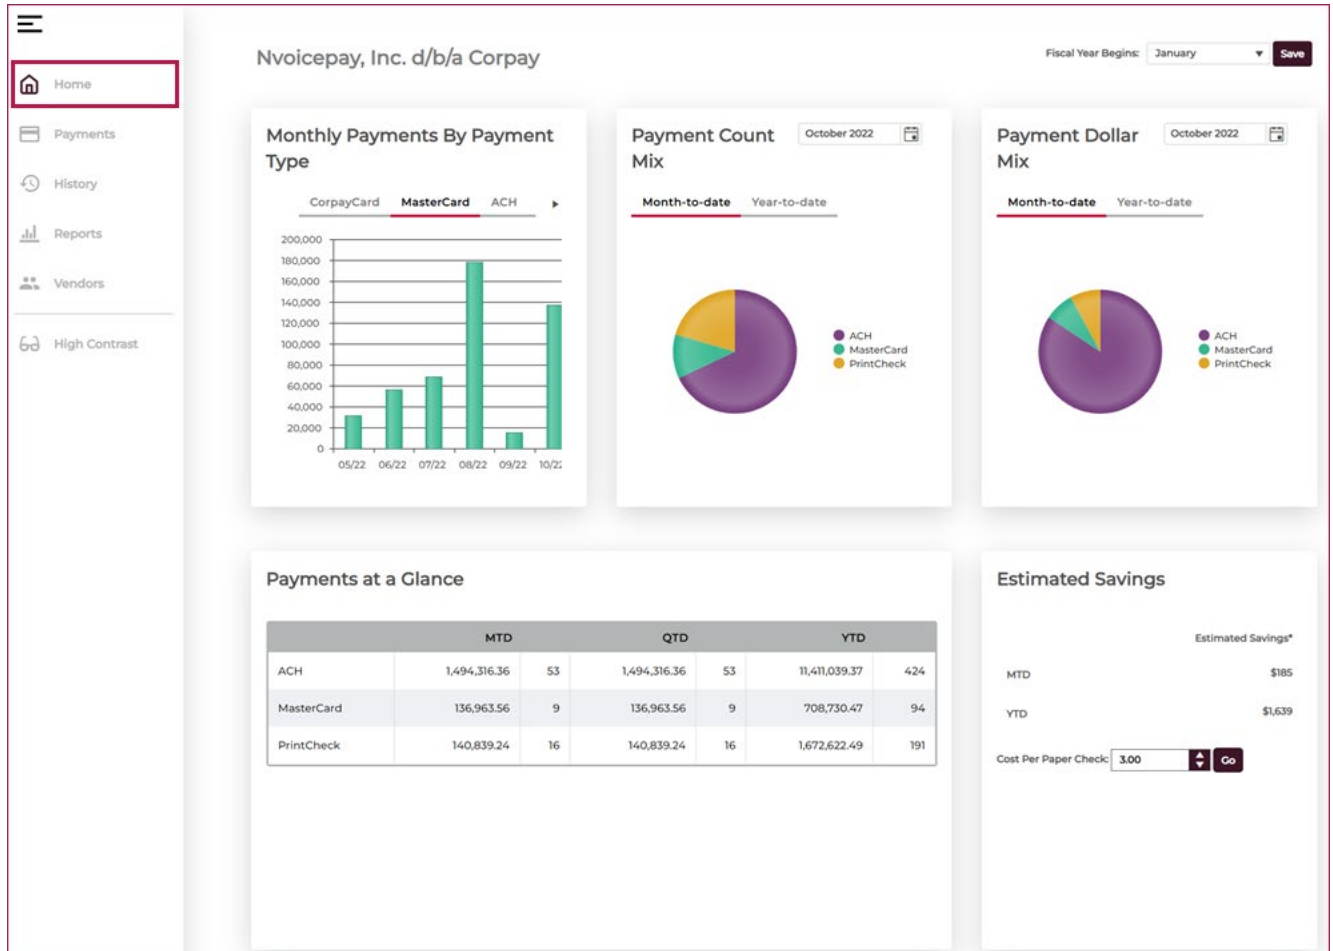 Home
Payments
History
Reports
Vendors
High Contrast
Nvoicepay, Inc. d/b/a Corpay
Fiscal Year Begins: January Save
Monthly Payments By Payment
Type
CorpayCard MasterCard ACH
200,000
180,000
160,000
140,000
120,000
100,000
80,000
60,000
40,000
20,000
0
05/22 06/22 07/22 08/22 09/22 10/22
Payment Count
Mix
October 2022
Month-to-date Year-to-date
ACH
MasterCard
PrintCheck
Payment Dollar
Mix
October 2022
Month-to-date Year-to-date
ACH
MasterCard
PrintCheck
Payments at a Glance
MTD QTD YTD
ACH 1,494,316.36 53 1,494,316.36 53 11,411,039.37 424
MasterCard 136,963.56 9 136,963.56 9 708,730.47 94
PrintCheck 140,839.24 16 140,839.24 16 1,672,622.49 191
Estimated Savings
Estimated Savings*
MTD $185
YTD $1,639
Cost Per Paper Check: 3.00 Go